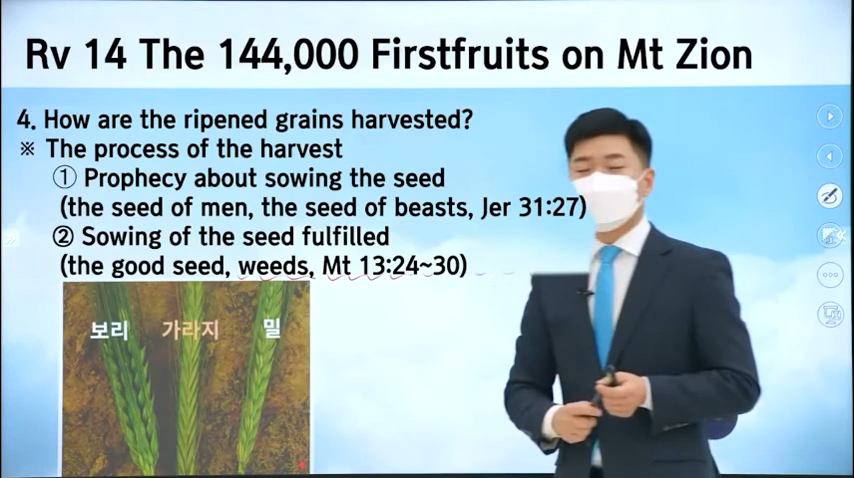 Rv 14 The 144,000 Firstfruits on Mt Zion
4. How are the ripened grains harvested?
※ The process of the harvest
① Prophecy about sowing the seed
(the seed of men, the seed of beasts, Jer 31:27)
② Sowing of the seed fulfilled
(the good seed, weeds, Mt 13:24~30)
보리 가라지 밀